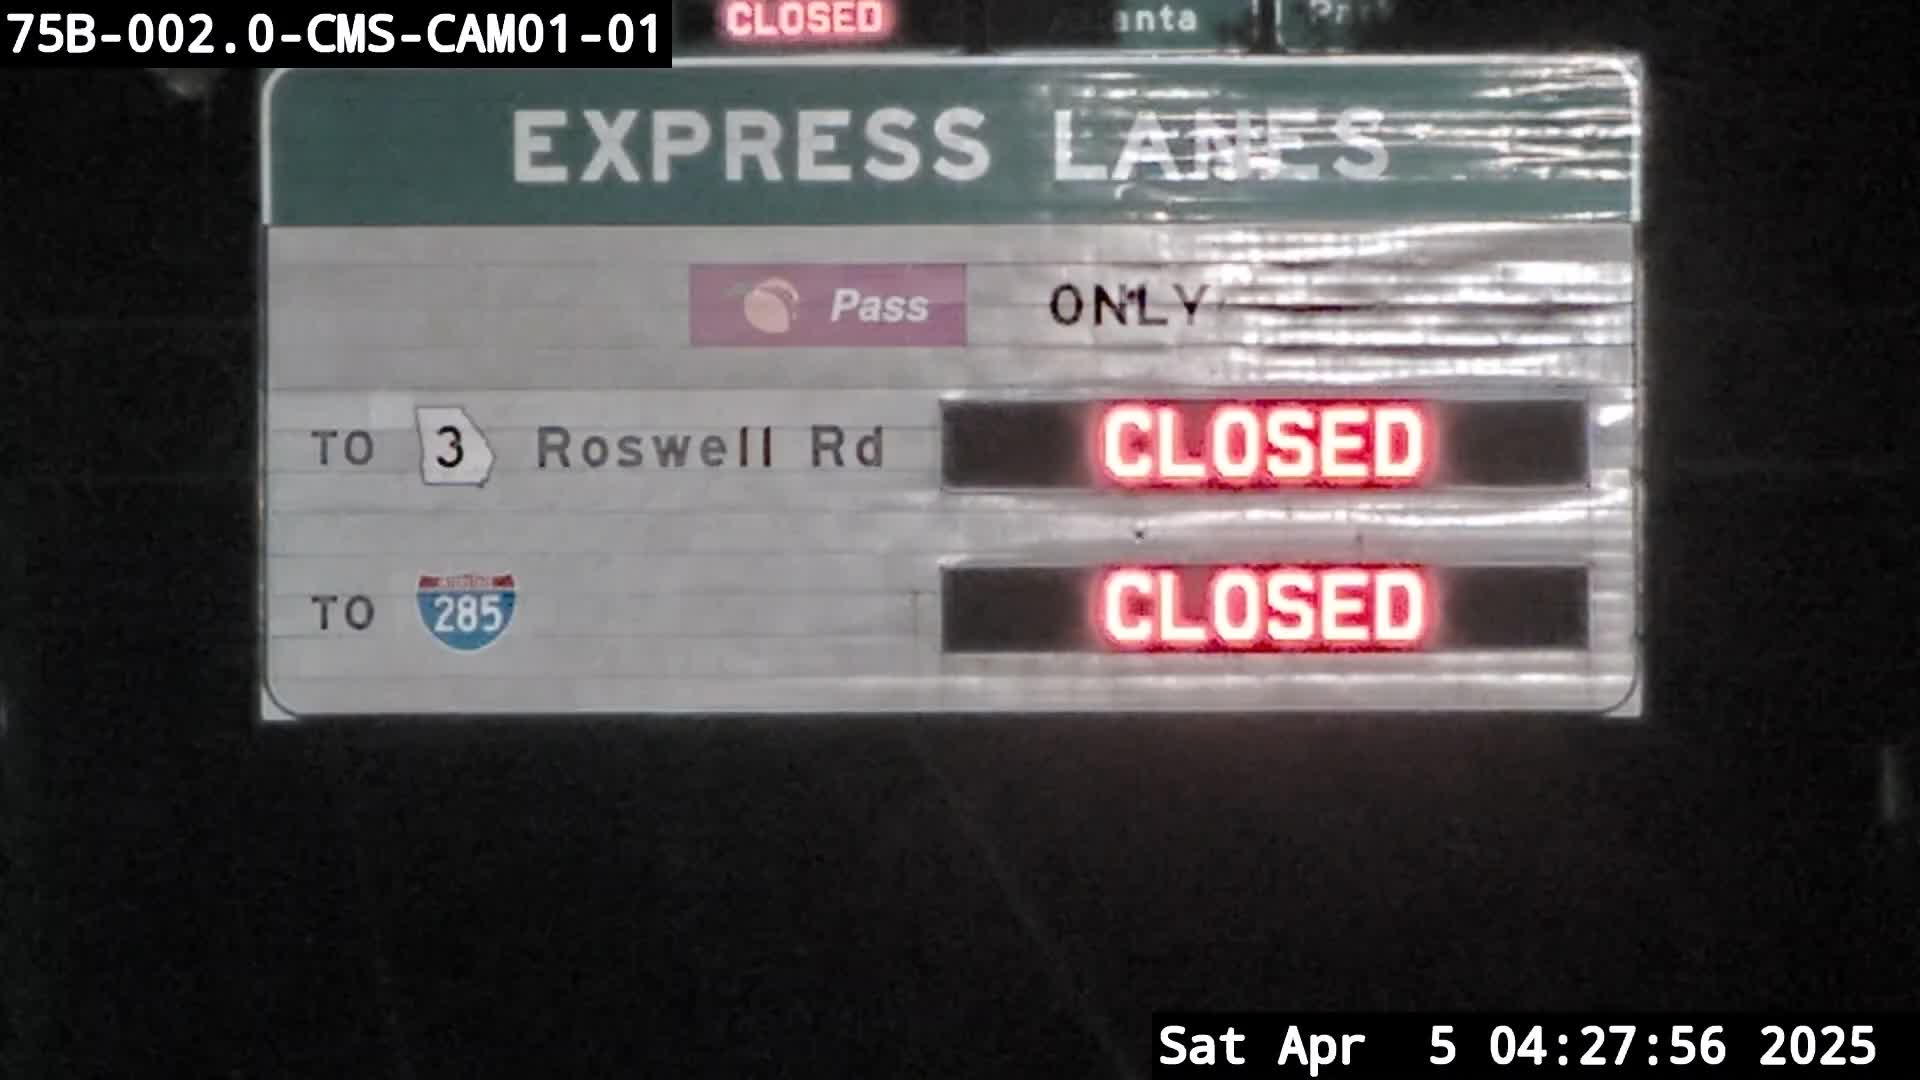 75B-002.0-CMS-CAM01-01
CLOSED
anta
EXPRESS LANES
Pass ONLY
TO 3 Roswell Rd CLOSED
TO 285 CLOSED
Sat Apr 5 04:27:56 2025